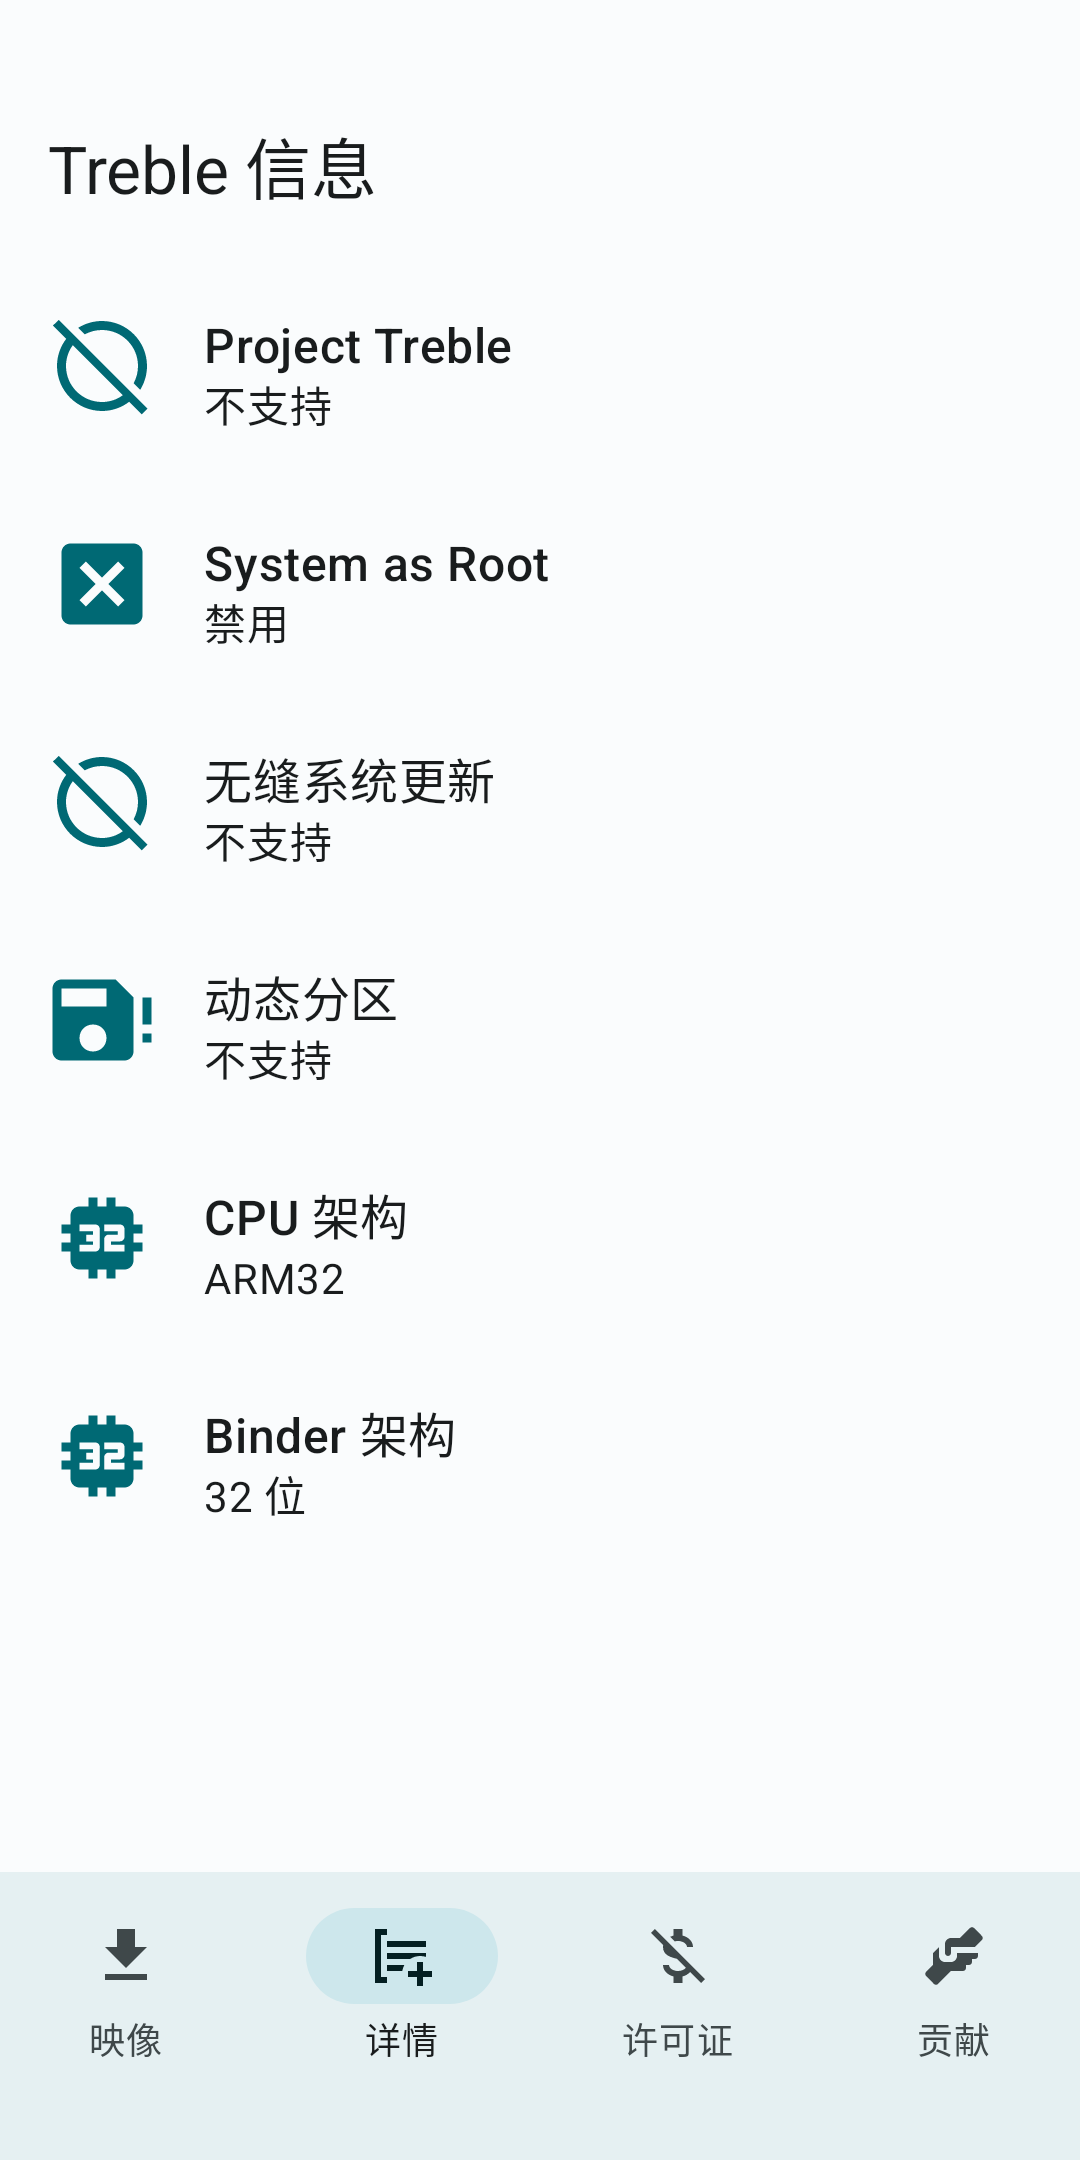 Treble 信息
Project Treble
不支持
System as Root
禁用
无缝系统更新
不支持
动态分区
不支持
CPU 架构
ARM32
Binder 架构
32 位
映像
详情
许可证
贡献